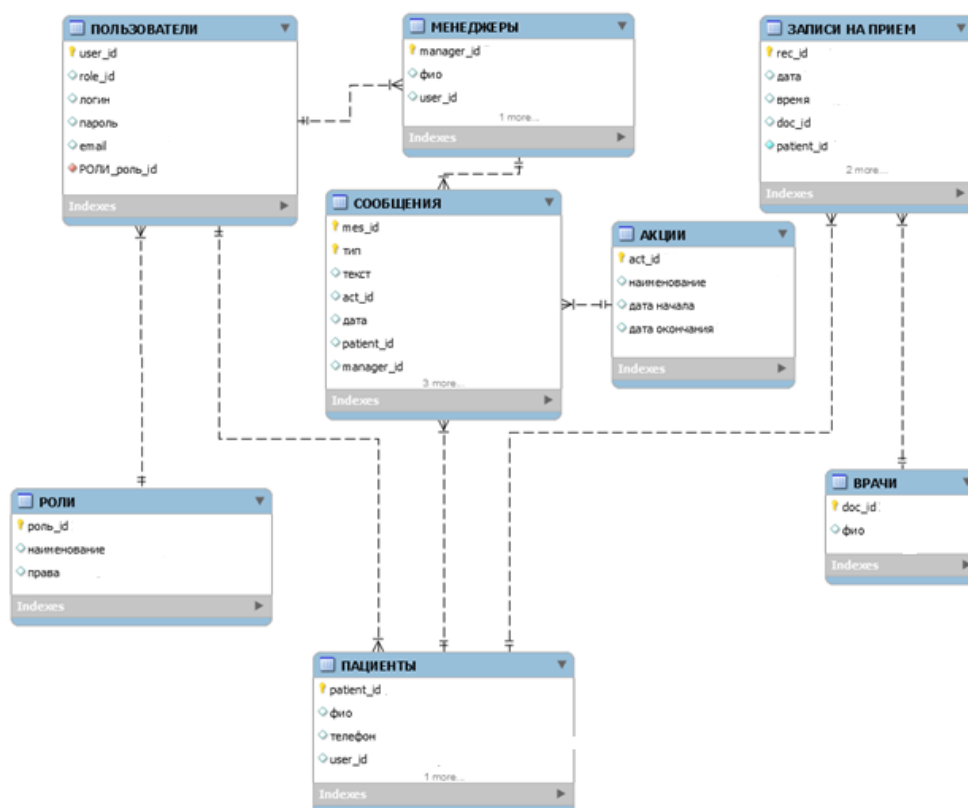 ПОЛЬЗОВАТЕЛИ
user_id
role_id
логин
пароль
email
РОЛИ_роль_id
Indexes
МЕНЕДЖЕРЫ
manager_id
фио
user_id
1 more...
Indexes
ЗАПИСИ НА ПРИЕМ
rec_id
дата
время
doc_id
patient_id
2 more...
Indexes
СООБЩЕНИЯ
mes_id
тип
текст
act_id
дата
patient_id
manager_id
3 more...
Indexes
АКЦИИ
act_id
наименование
дата начала
дата окончания
Indexes
РОЛИ
роль_id
наименование
права
Indexes
ВРАЧИ
doc_id
фио
Indexes
ПАЦИЕНТЫ
patient_id
фио
телефон
user_id
1 more...
Indexes